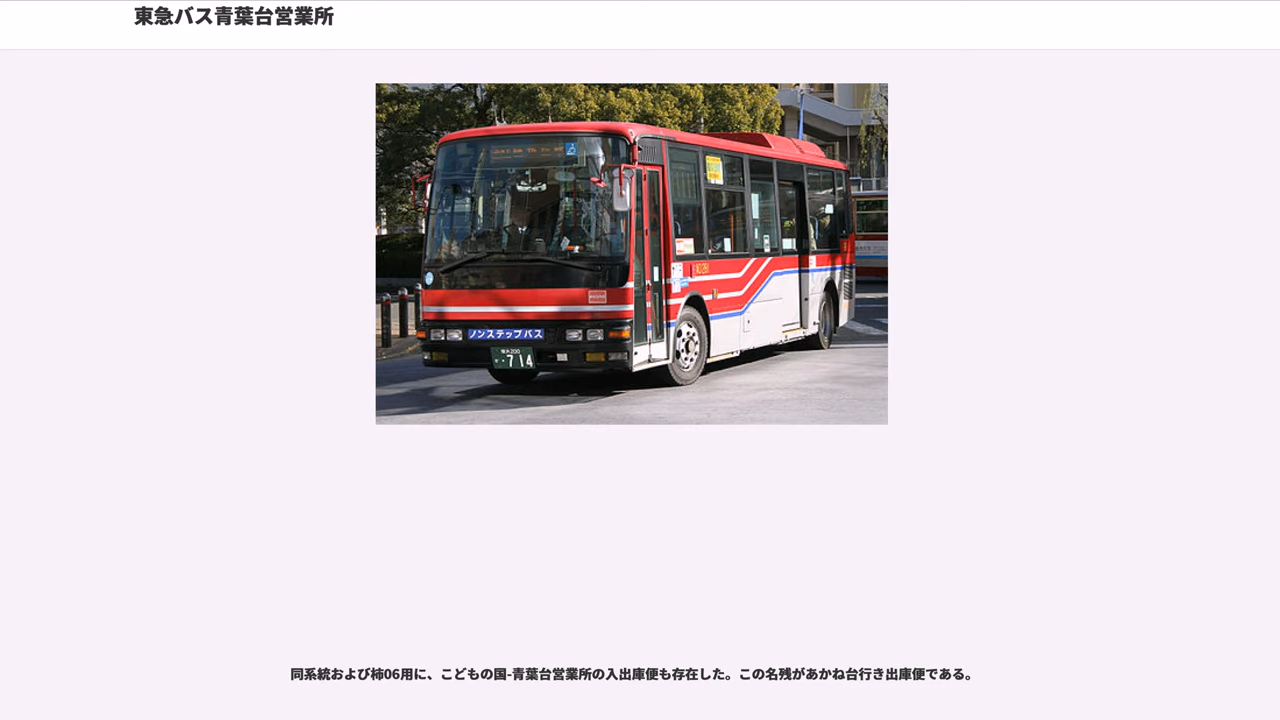 東急バス青葉台営業所
ノンステップバス
714
同系統および柿06用に、こどもの国-青葉台営業所の入出庫便も存在した。この名残があかね台行き出庫便である。